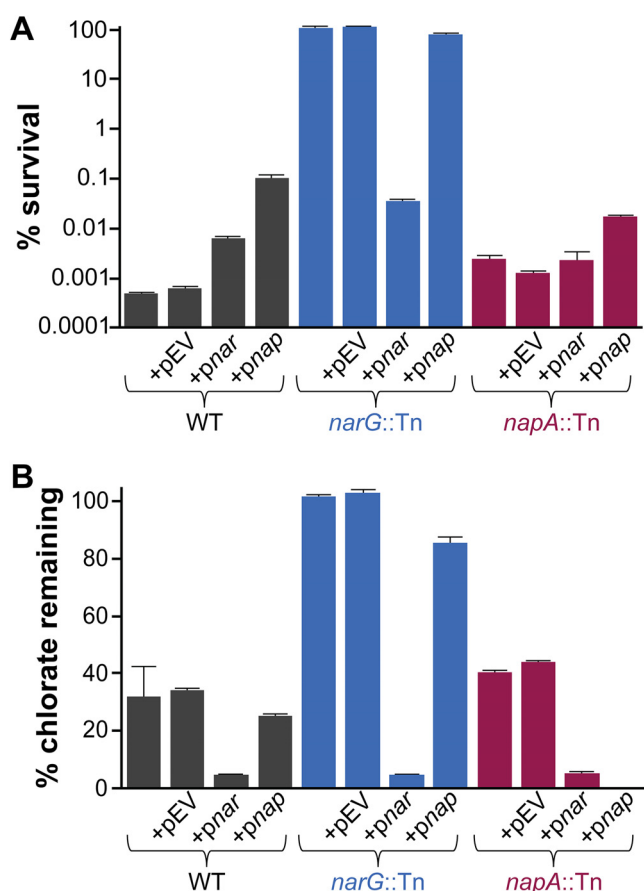 A
% survival
100
10
1
0.1
0.01
0.001
0.0001
+pEV
+pnar
+pnap
+pEV
+pnar
+pnap
+pEV
+pnar
+pnap
WT
narG::Tn
napA::Tn
B
% chlorate remaining
100
80
60
40
20
0
+pEV
+pnar
+pnap
+pEV
+pnar
+pnap
+pEV
+pnar
+pnap
WT
narG::Tn
napA::Tn